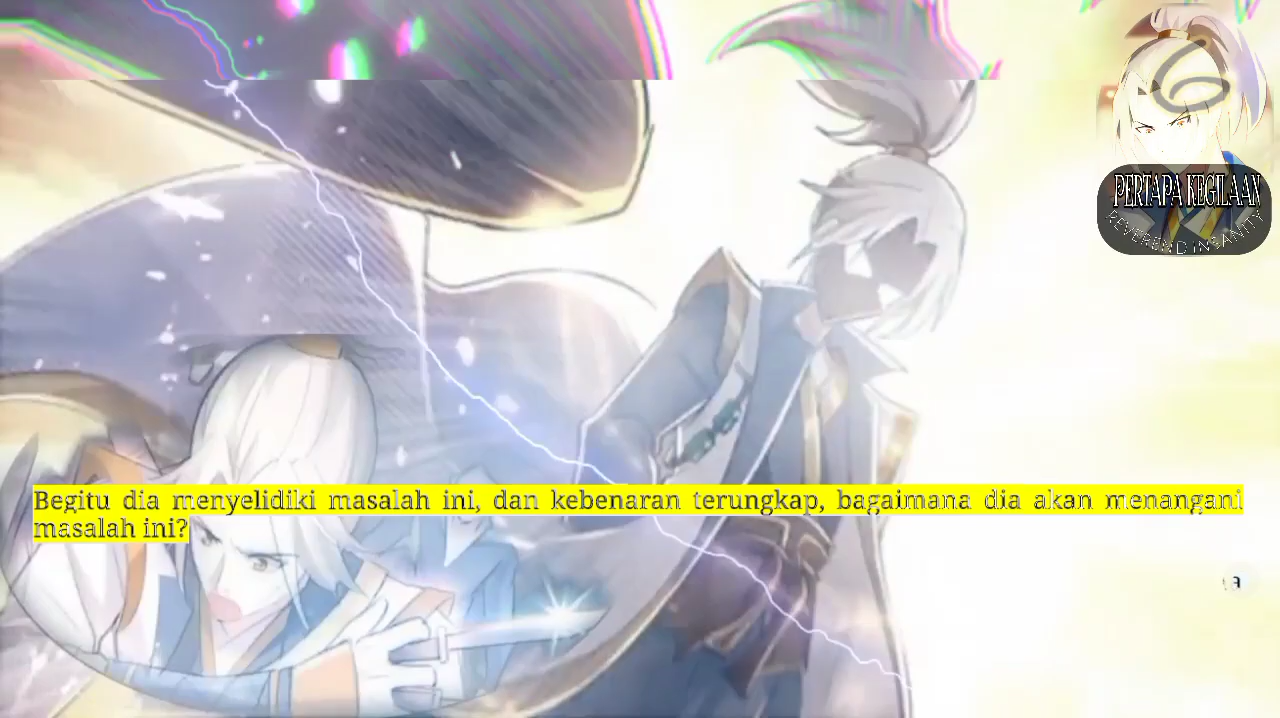 PERTAPA KEGILAAN
REVEREND INSANITY
Begitu dia menyelidiki masalah ini, dan kebenaran terungkap, bagaimana dia akan menangani
masalah ini?